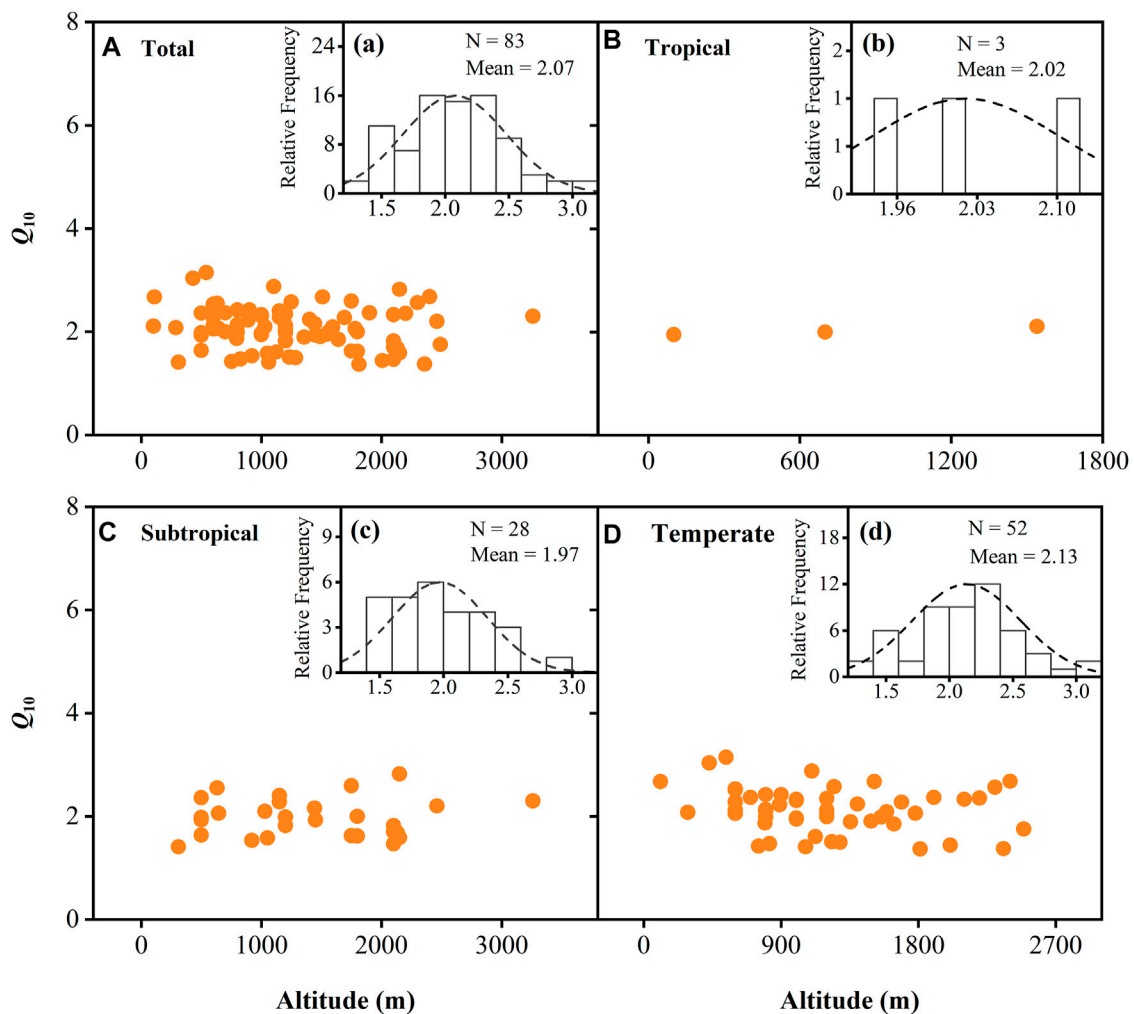 A Total
(a)
N = 83
Mean = 2.07
Relative Frequency
24
16
8
0
1.5 2.0 2.5 3.0
B Tropical
(b)
N = 3
Mean = 2.02
Relative Frequency
2
1
1
0
1.96 2.03 2.10
Q10
8
6
4
2
0
0 1000 2000 3000
0 600 1200 1800
C Subtropical
(c)
N = 28
Mean = 1.97
Relative Frequency
9
6
3
0
1.5 2.0 2.5 3.0
D Temperate
(d)
N = 52
Mean = 2.13
Relative Frequency
18
12
6
0
1.5 2.0 2.5 3.0
Q10
8
6
4
2
0
0 1000 2000 3000
0 900 1800 2700
Altitude (m)
Altitude (m)